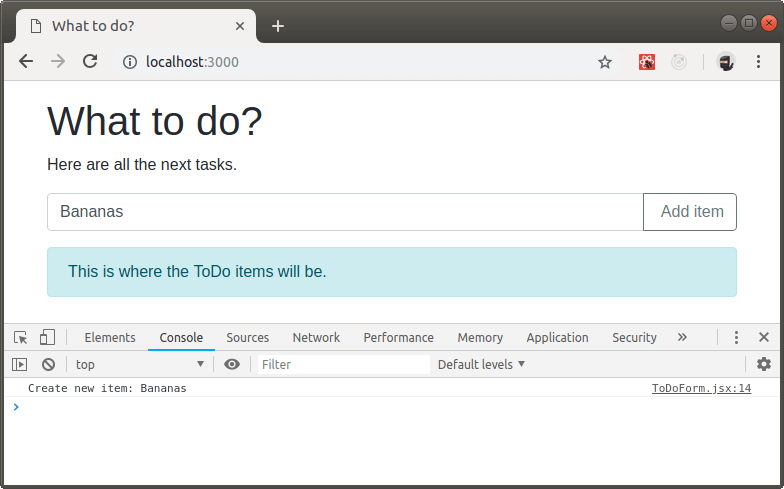 What to do?
localhost:3000
What to do?
Here are all the next tasks.
Bananas Add item
This is where the ToDo items will be.
Elements Console Sources Network Performance Memory Application Security
top Filter Default levels
Create new item: Bananas ToDoForm.jsx:14